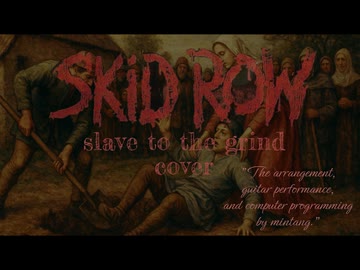 SKID ROW
slave to the grind
cover
"The arrangement,
guitar performance,
and computer programming
by mintang."